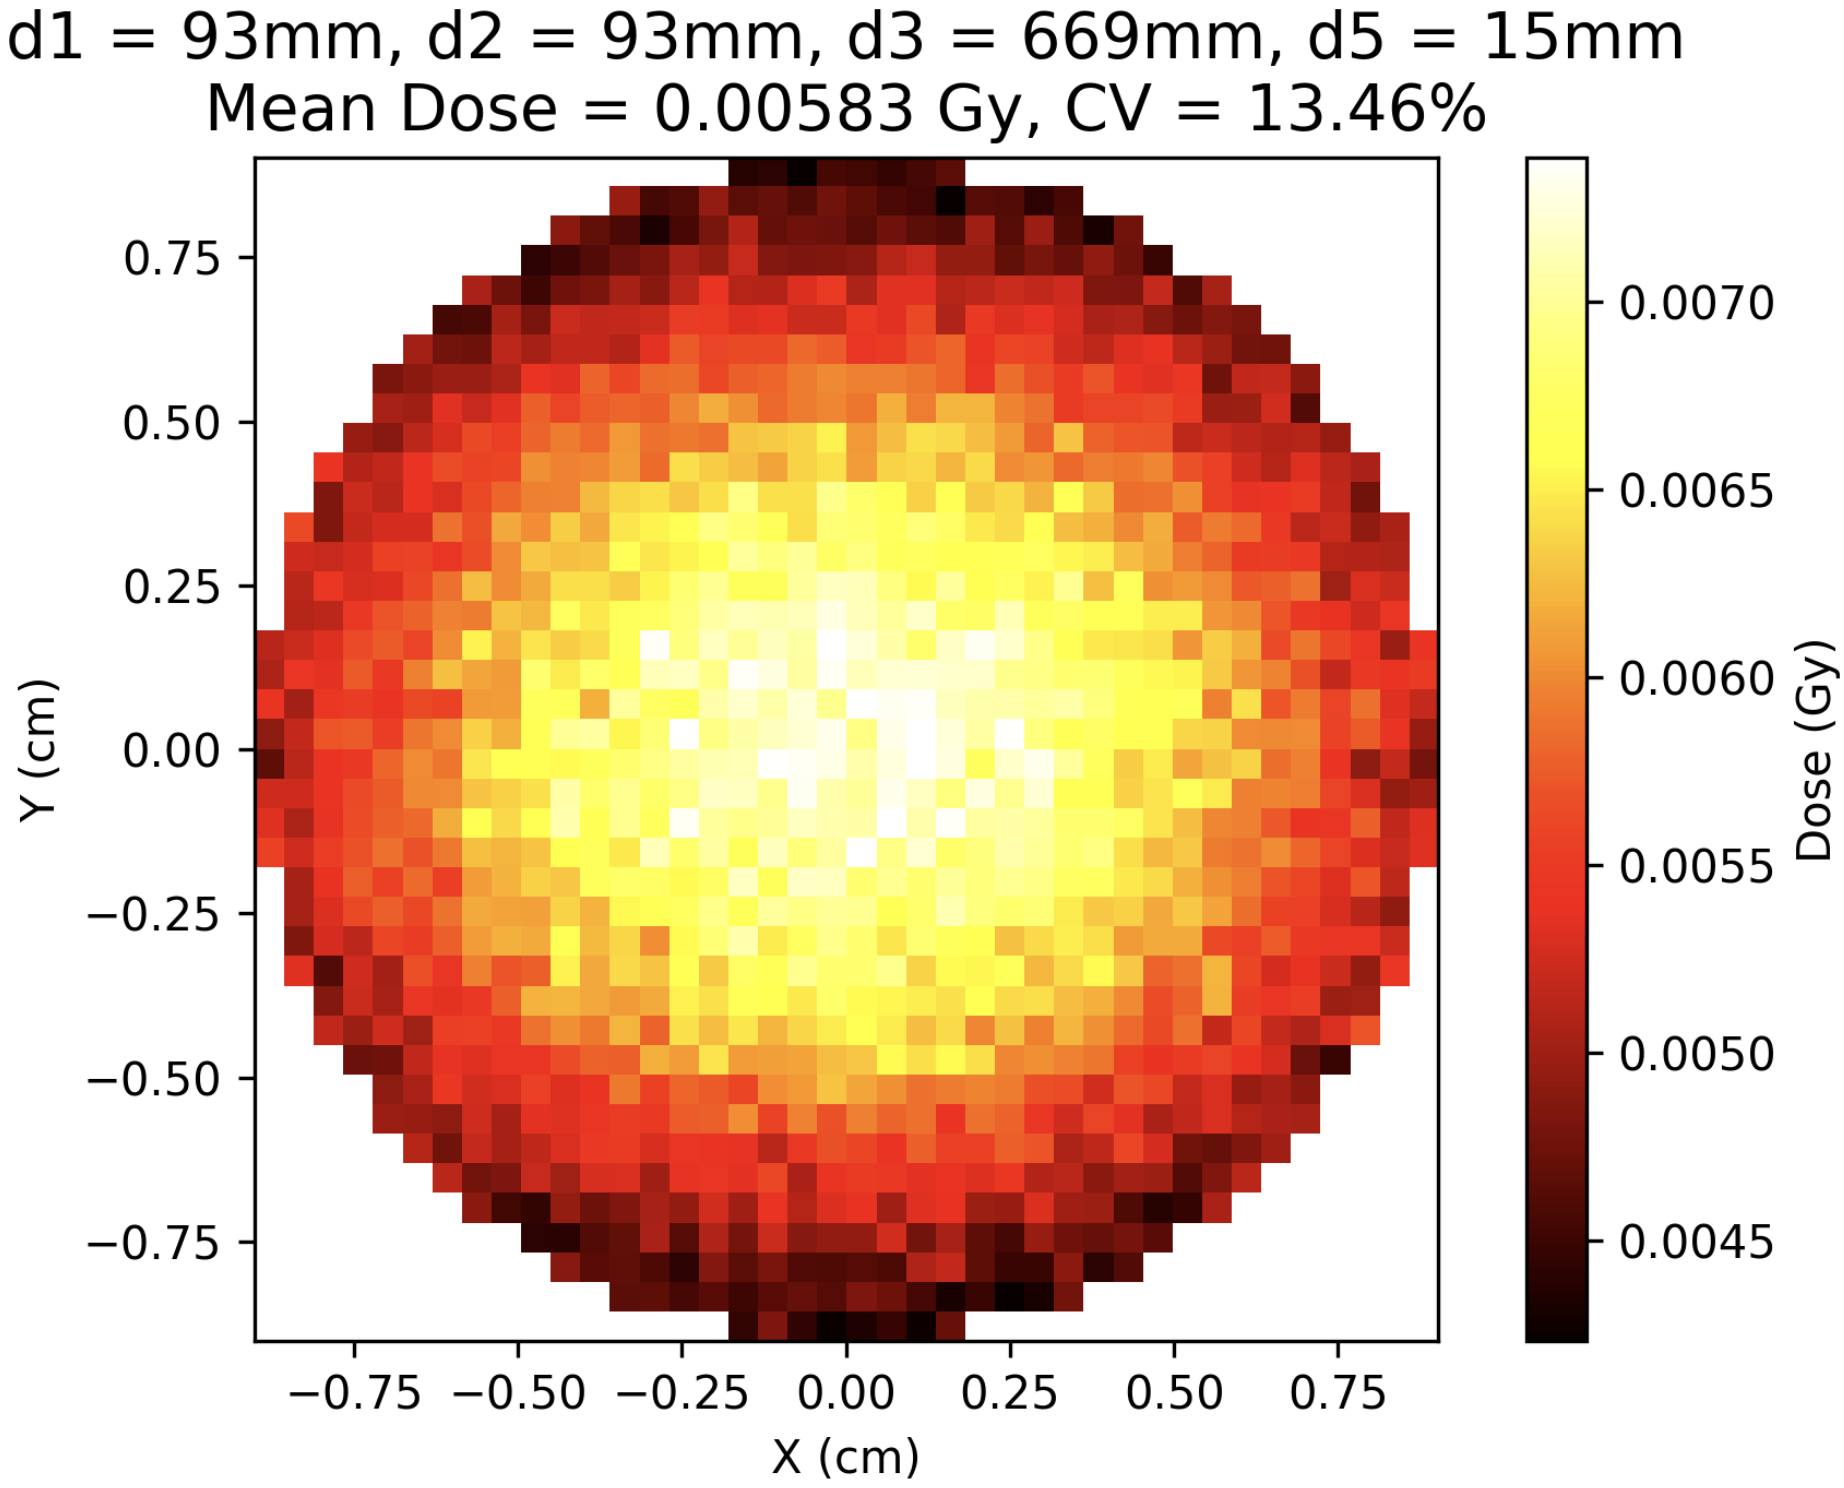 d1 = 93mm, d2 = 93mm, d3 = 669mm, d5 = 15mm
Mean Dose = 0.00583 Gy, CV = 13.46%
0.75
0.50
0.25
0.00
−0.25
−0.50
−0.75
Y (cm)
−0.75 −0.50 −0.25 0.00 0.25 0.50 0.75
X (cm)
0.0070
0.0065
0.0060
0.0055
0.0050
0.0045
Dose (Gy)